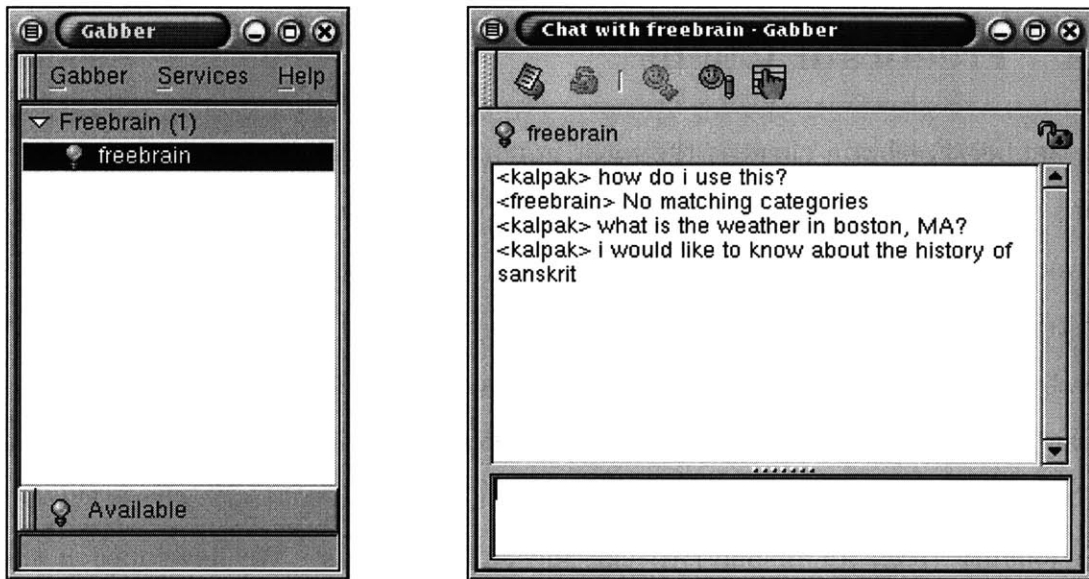 Gabber
Gabber Services Help
Freebrain (1)
freebrain
Available
Chat with freebrain - Gabber
freebrain
<kalpak> how do i use this?
<freebrain> No matching categories
<kalpak> what is the weather in boston, MA?
<kalpak> i would like to know about the history of
sanskrit